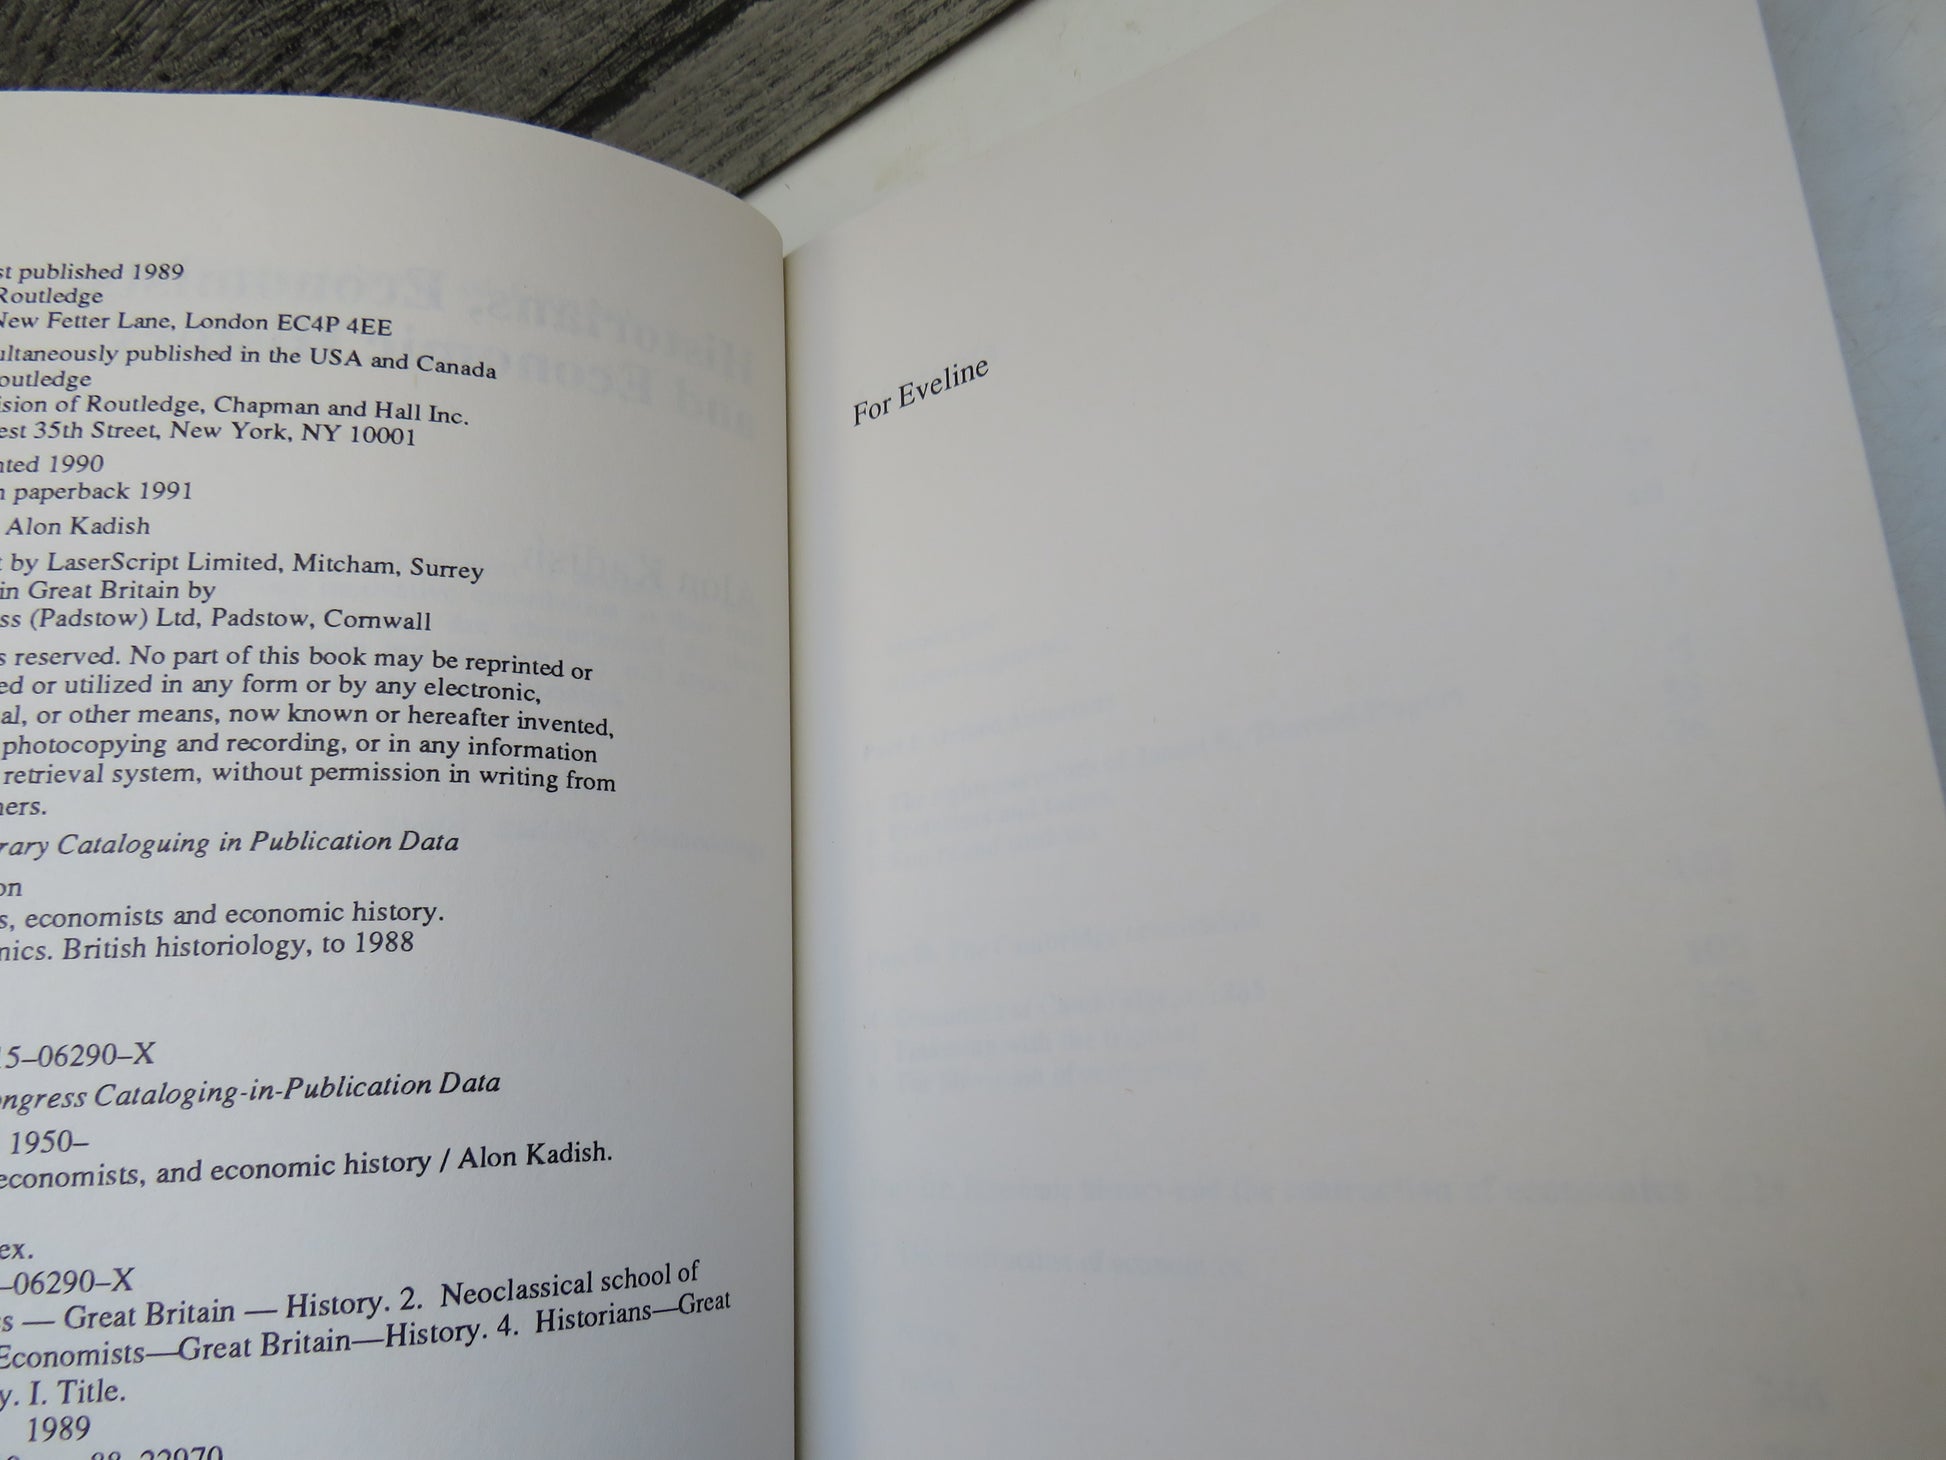 st published 1989
Routledge
New Fetter Lane, London EC4P 4EE
ultaneously published in the USA and Canada
outledge
ision of Routledge, Chapman and Hall Inc.
est 35th Street, New York, NY 10001
nted 1990
n paperback 1991
Alon Kadish
t by LaserScript Limited, Mitcham, Surrey
in Great Britain by
ss (Padstow) Ltd, Padstow, Cornwall
s reserved. No part of this book may be reprinted or
ed or utilized in any form or by any electronic,
al, or other means, now known or hereafter invented,
photocopying and recording, or in any information
retrieval system, without permission in writing from
ners.
rary Cataloguing in Publication Data
on
s, economists and economic history.
mics. British historiology, to 1988
15–06290–X
ongress Cataloging-in-Publication Data
1950–
economists, and economic history / Alon Kadish.
ex.
–06290–X
s — Great Britain — History. 2. Neoclassical school of
Economists—Great Britain—History. 4. Historians—Great
y. I. Title.
1989
88–22970
For Eveline